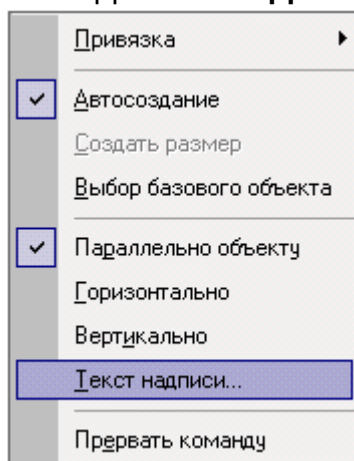 Привязка
Автосоздание
Создать размер
Выбор базового объекта
Параллельно объекту
Горизонтально
Вертикально
Текст надписи...
Прервать команду